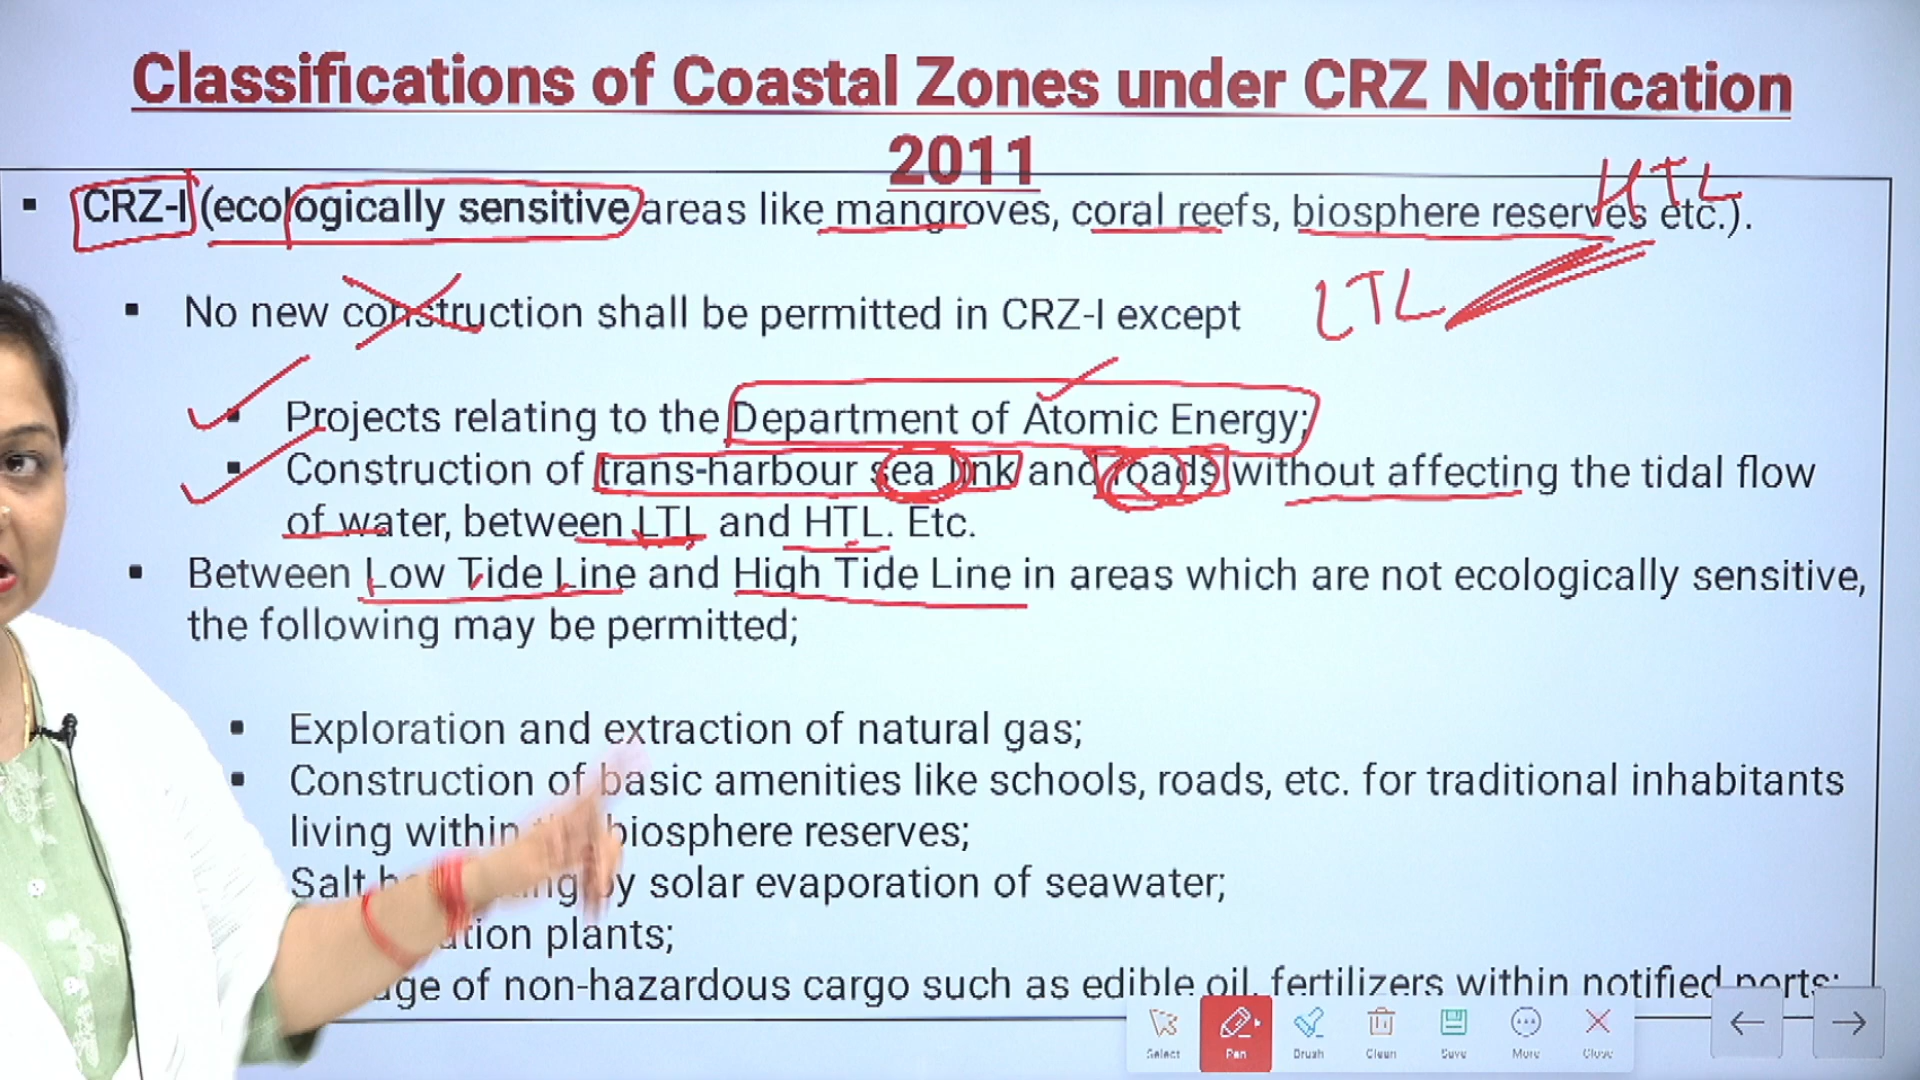 Classifications of Coastal Zones under CRZ Notification
2011
HTL
▪ CRZ-I (ecologically sensitive areas like mangroves, coral reefs, biosphere reserves etc.).
LTL
▪ No new construction shall be permitted in CRZ-I except
▪ Projects relating to the Department of Atomic Energy;
▪ Construction of trans-harbour sea link and roads without affecting the tidal flow
of water, between LTL and HTL. Etc.
▪ Between Low Tide Line and High Tide Line in areas which are not ecologically sensitive,
the following may be permitted;
▪ Exploration and extraction of natural gas;
▪ Construction of basic amenities like schools, roads, etc. for traditional inhabitants
living within biosphere reserves;
Salt by solar evaporation of seawater;
plants;
of non-hazardous cargo such as edible oil, fertilizers within notified ports;
Select Pen Brush Clean Save More Close